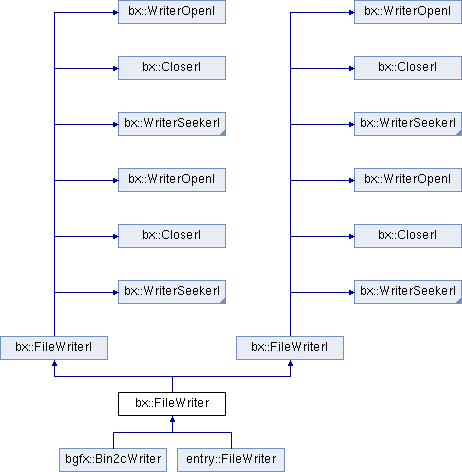 bx::WriterOpenI
bx::WriterOpenI
bx::CloserI
bx::CloserI
bx::WriterSeekerI
bx::WriterSeekerI
bx::WriterOpenI
bx::WriterOpenI
bx::CloserI
bx::CloserI
bx::WriterSeekerI
bx::WriterSeekerI
bx::FileWriterI
bx::FileWriterI
bx::FileWriter
bgfx::Bin2cWriter
entry::FileWriter